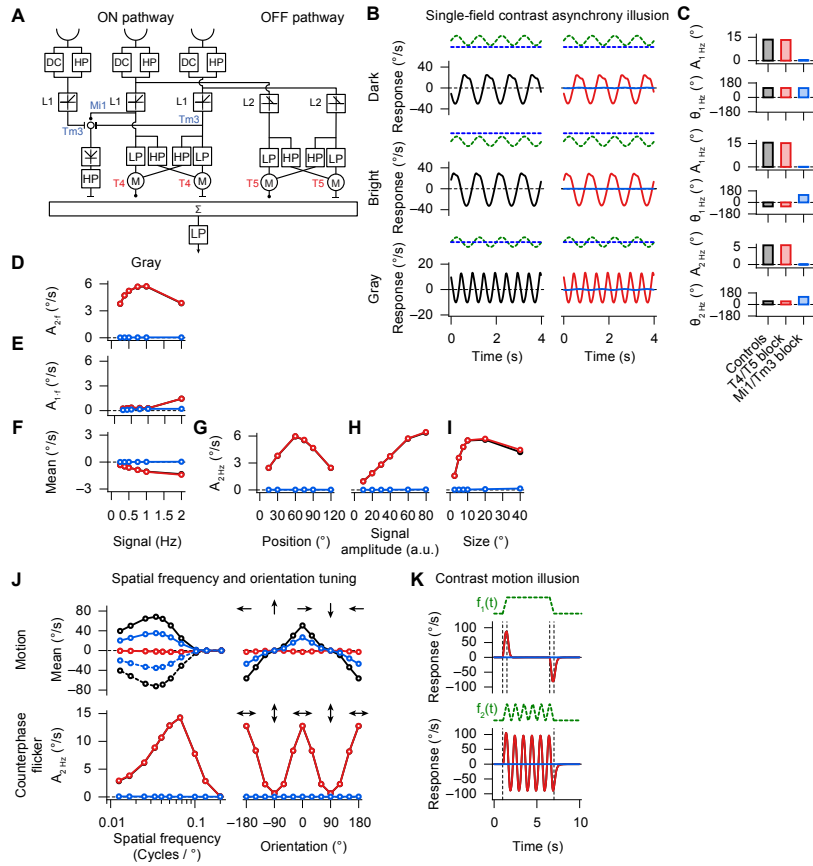 A
ON pathway
OFF pathway
DC
HP
DC
HP
DC
HP
L1
L1
L1
L2
L2
Mi1
Tm3
Tm3
HP
LP
HP
HP
LP
LP
HP
HP
LP
M
M
M
M
T4
T4
T5
T5
Σ
LP
B
Single-field contrast asynchrony illusion
Dark
Response (°/s)
40
0
−40
Bright
Response (°/s)
40
0
−40
Gray
Response (°/s)
20
0
−20
0 2 4
0 2 4
Time (s)
Time (s)
C
A1 Hz (°)
15
0
θ1 Hz (°)
180
0
−180
A1 Hz (°)
15
0
θ1 Hz (°)
180
0
−180
A2 Hz (°)
5
0
θ2 Hz (°)
180
0
−180
Controls
T4/T5 block
Mi1/Tm3 block
D
Gray
A2·f (°/s)
6
3
0
E
A1·f (°/s)
6
3
0
F
Mean (°/s)
3
0
−3
0 0.5 1 2
Signal (Hz)
G
A2 Hz (°/s)
6
3
0
0 30 60 90 120
Position (°)
H
0 20 40 60 80
Signal
amplitude (a.u.)
I
0 10 20 40
Size (°)
J
Spatial frequency and orientation tuning
Motion
Mean (°/s)
80
40
0
−40
−80
Counterphase
flicker
A2 Hz (°/s)
15
10
5
0
0.01 0.1
Spatial frequency
(Cycles / °)
−180 −90 0 90 180
Orientation (°)
K
Contrast motion illusion
f1(t)
Response (°/s)
100
50
0
−50
−100
f2(t)
Response (°/s)
100
50
0
−50
−100
0 5 10
Time (s)